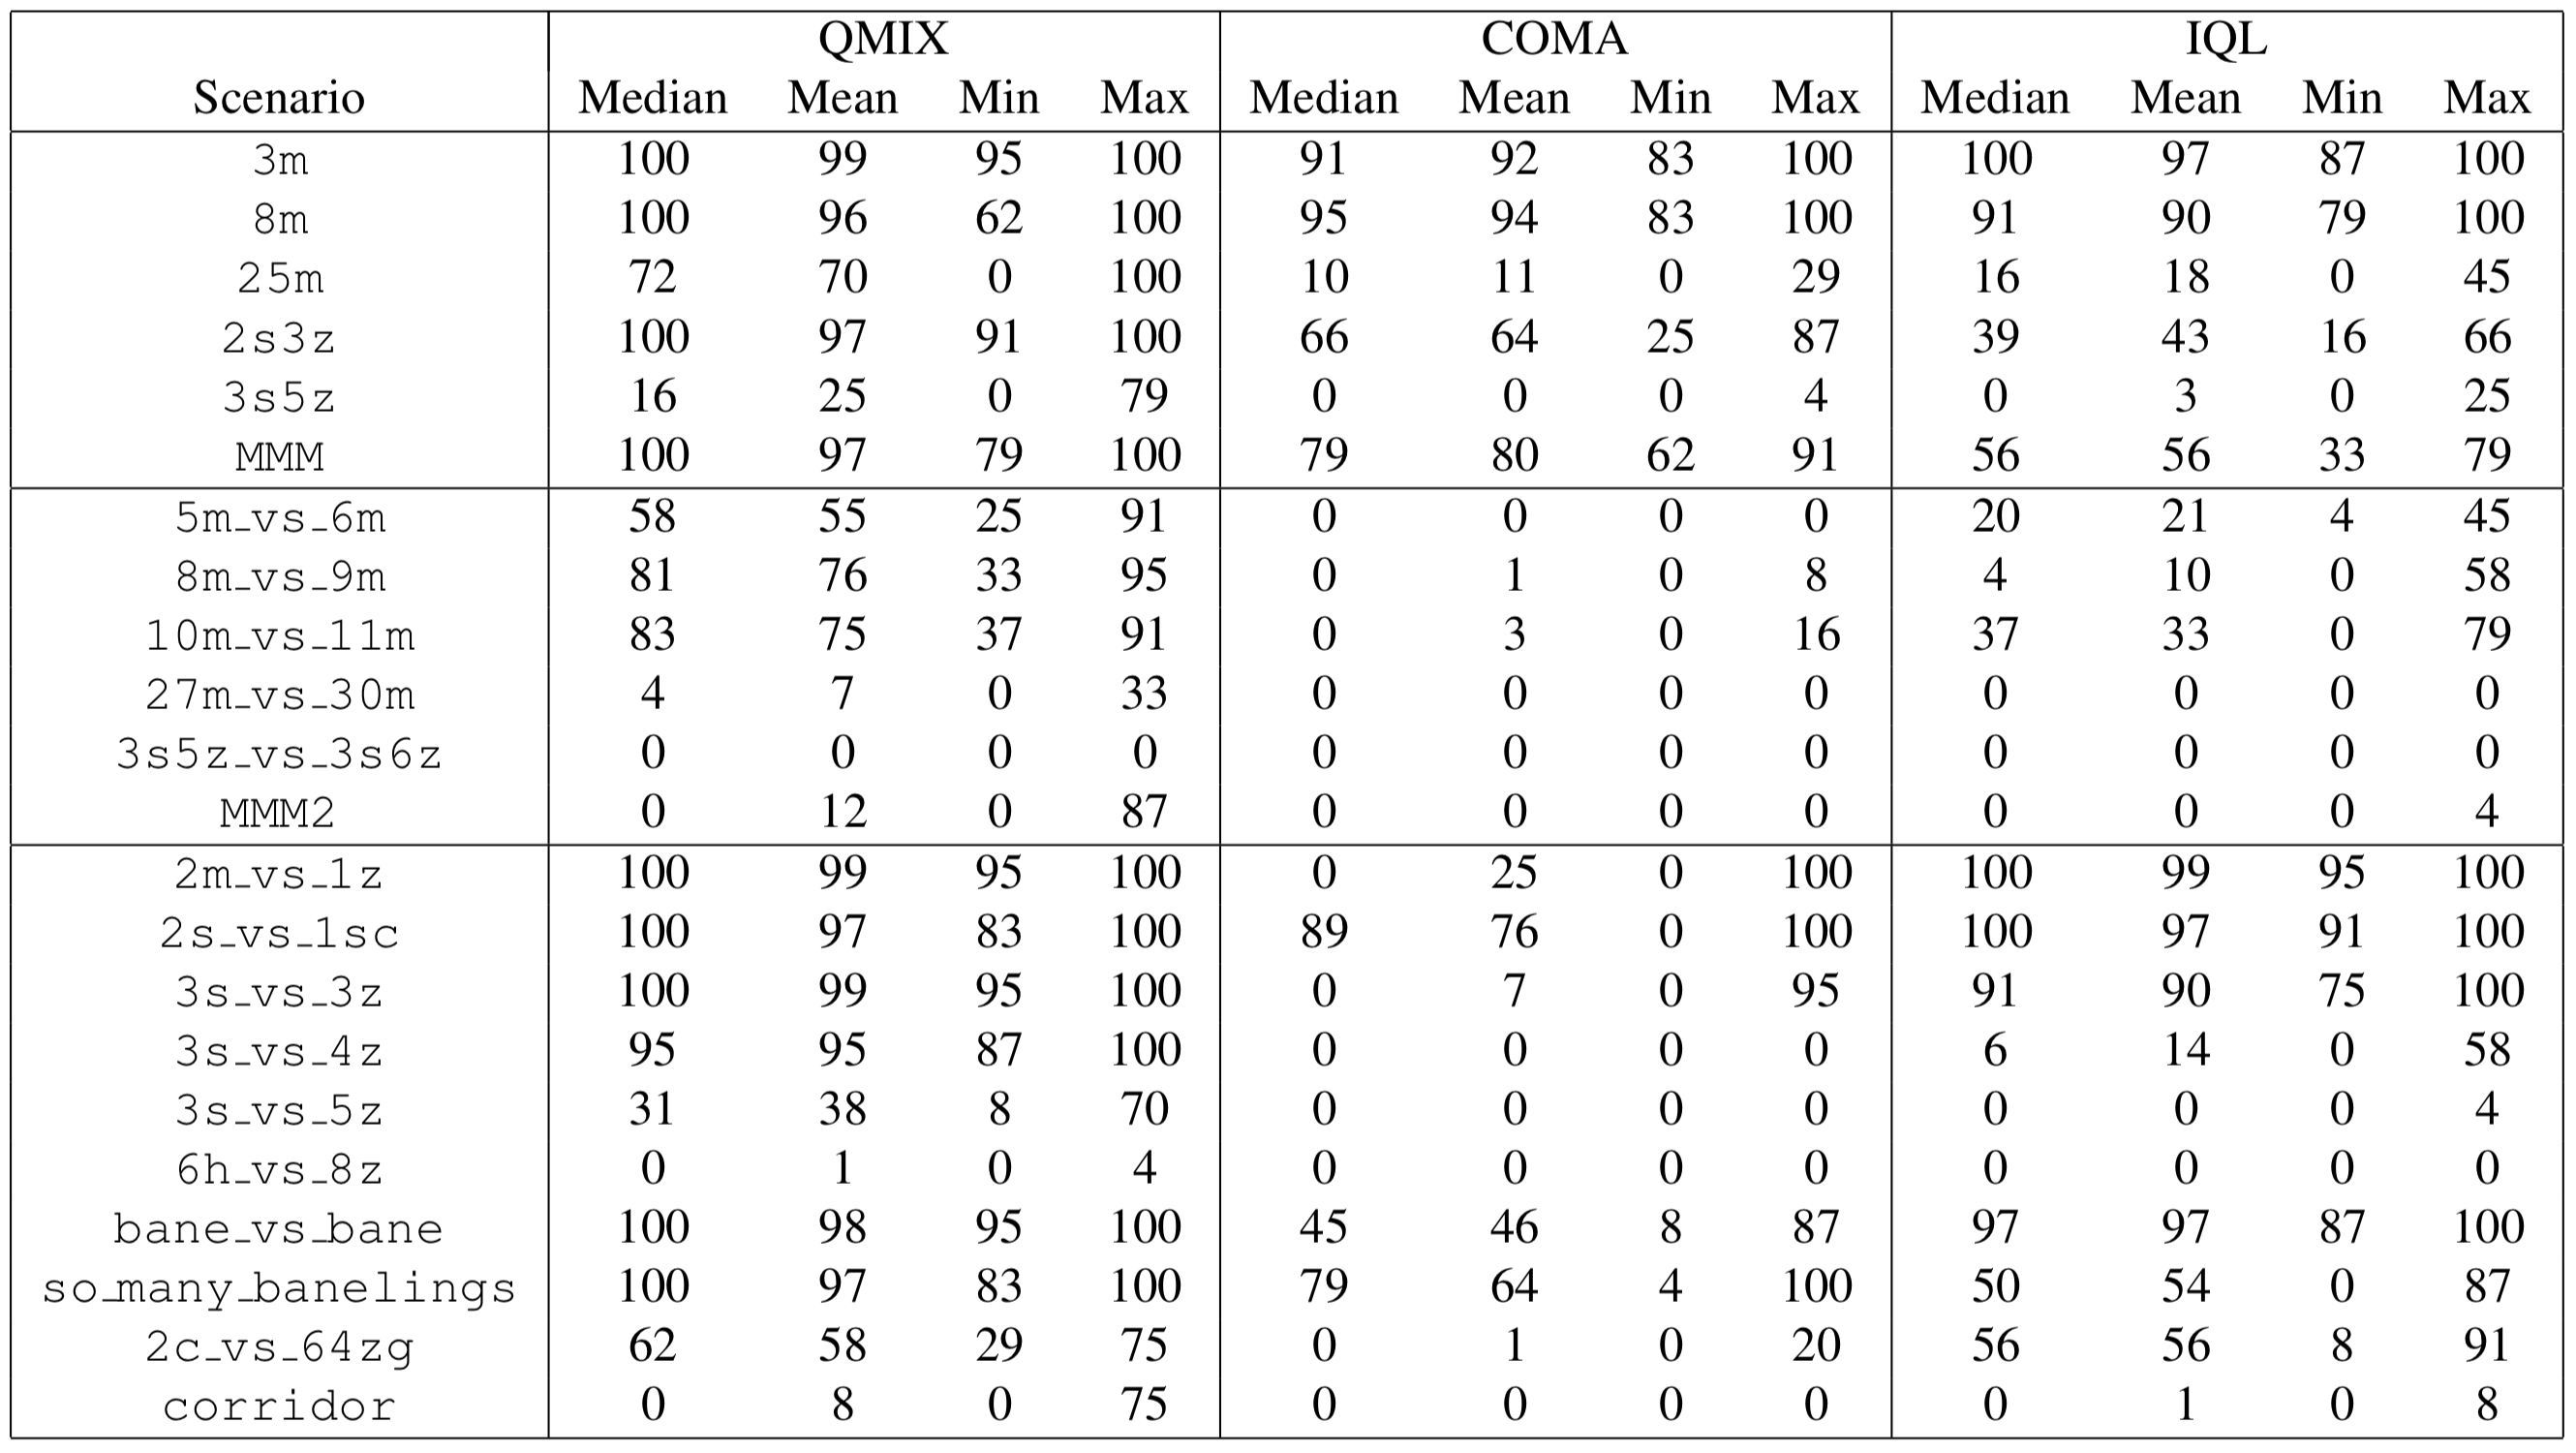 QMIX COMA IQL
Scenario Median Mean Min Max Median Mean Min Max Median Mean Min Max
3m 100 99 95 100 91 92 83 100 100 97 87 100
8m 100 96 62 100 95 94 83 100 91 90 79 100
25m 72 70 0 100 10 11 0 29 16 18 0 45
2s3z 100 97 91 100 66 64 25 87 39 43 16 66
3s5z 16 25 0 79 0 0 0 4 0 3 0 25
MMM 100 97 79 100 79 80 62 91 56 56 33 79
5m_vs_6m 58 55 25 91 0 0 0 0 20 21 4 45
8m_vs_9m 81 76 33 95 0 1 0 8 4 10 0 58
10m_vs_11m 83 75 37 91 0 3 0 16 37 33 0 79
27m_vs_30m 4 7 0 33 0 0 0 0 0 0 0 0
3s5z_vs_3s6z 0 0 0 0 0 0 0 0 0 0 0 0
MMM2 0 12 0 87 0 0 0 0 0 0 0 4
2m_vs_1z 100 99 95 100 0 25 0 100 100 99 95 100
2s_vs_1sc 100 97 83 100 89 76 0 100 100 97 91 100
3s_vs_3z 100 99 95 100 0 7 0 95 91 90 75 100
3s_vs_4z 95 95 87 100 0 0 0 0 6 14 0 58
3s_vs_5z 31 38 8 70 0 0 0 0 0 0 0 4
6h_vs_8z 0 1 0 4 0 0 0 0 0 0 0 0
bane_vs_bane 100 98 95 100 45 46 8 87 97 97 87 100
so_many_banelings 100 97 83 100 79 64 4 100 50 54 0 87
2c_vs_64zg 62 58 29 75 0 1 0 20 56 56 8 91
corridor 0 8 0 75 0 0 0 0 0 1 0 8